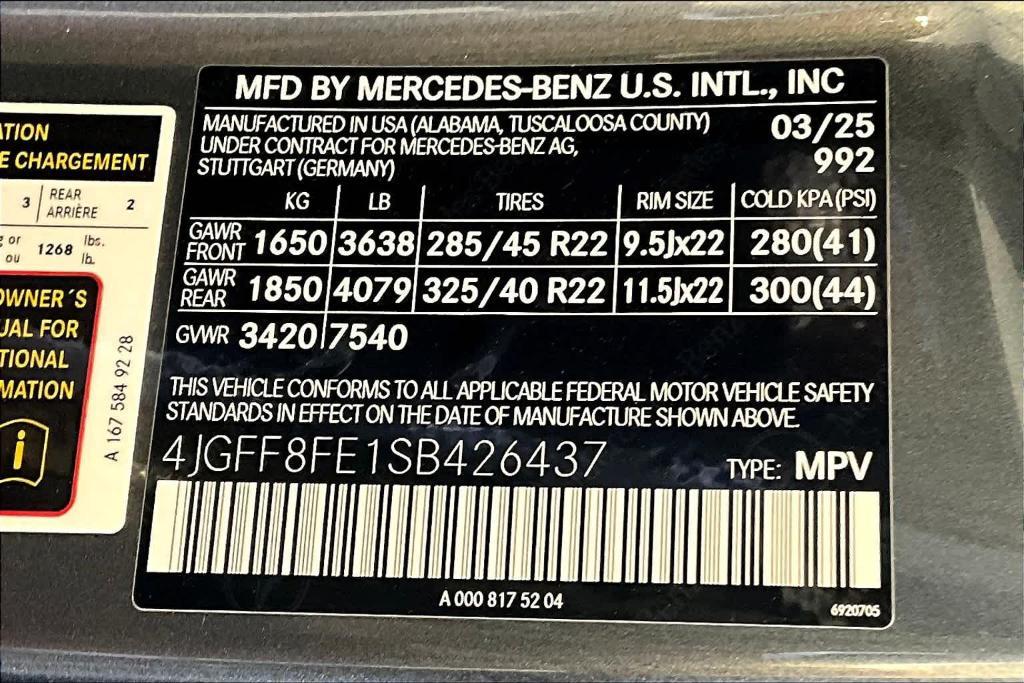 MFD BY MERCEDES-BENZ U.S. INTL., INC
MANUFACTURED IN USA (ALABAMA, TUSCALOOSA COUNTY) 03/25
UNDER CONTRACT FOR MERCEDES-BENZ AG, 992
STUTTGART (GERMANY)
KG LB TIRES RIM SIZE COLD KPA (PSI)
GAWR FRONT 1650 3638 285/45 R22 9.5Jx22 280(41)
GAWR REAR 1850 4079 325/40 R22 11.5Jx22 300(44)
GVWR 3420 7540
THIS VEHICLE CONFORMS TO ALL APPLICABLE FEDERAL MOTOR VEHICLE SAFETY
STANDARDS IN EFFECT ON THE DATE OF MANUFACTURE SHOWN ABOVE.
4JGFF8FE1SB426437 TYPE: MPV
A 000 817 52 04 6920705
ATION
E CHARGEMENT
3 REAR ARRIÈRE 2
or ou 1268 lbs. lb.
OWNER´S
UAL FOR
TIONAL
MATION
i
A 167 584 92 28